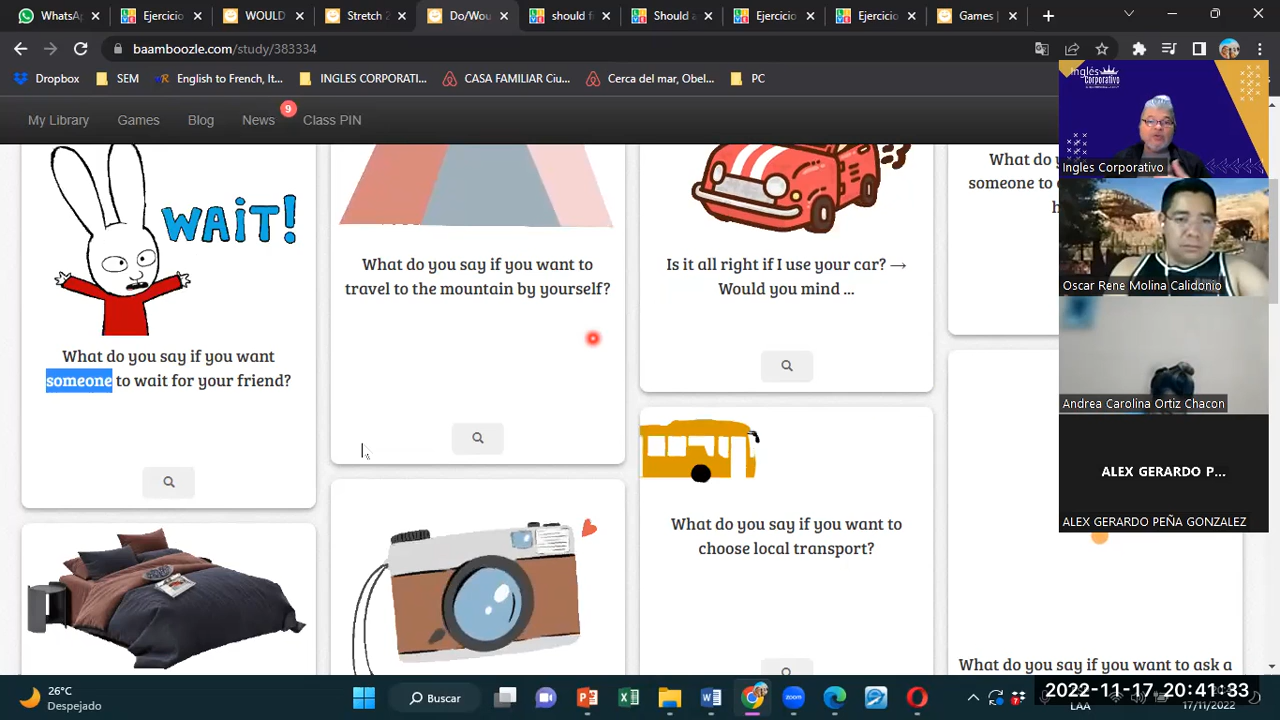 WhatsA
Ejercicio
WOULD
Stretch 2
Do/Wou
should f
Should a
Ejercicio
Ejercicio
Games |
baamboozle.com/study/383334
Dropbox
SEM
English to French, It...
INGLES CORPORATI...
CASA FAMILIAR Cu...
Cerca del mar, Obel...
PC
My Library
Games
Blog
News
9
Class PIN
WAIT!
What do you say if you want
someone to wait for your friend?
What do you say if you want to
travel to the mountain by yourself?
Is it all right if I use your car? →
Would you mind ...
What do y
someone to
h
What do you say if you want to
choose local transport?
What do you say if you want to ask a
Inglés
Corporativo
Ingles Corporativo
Oscar Rene Molina Calidonio
Andrea Carolina Ortiz Chacon
ALEX GERARDO P...
ALEX GERARDO PEÑA GONZALEZ
26°C
Despejado
Buscar
LAA
2022-11-17 20:41:33
17/11/2022